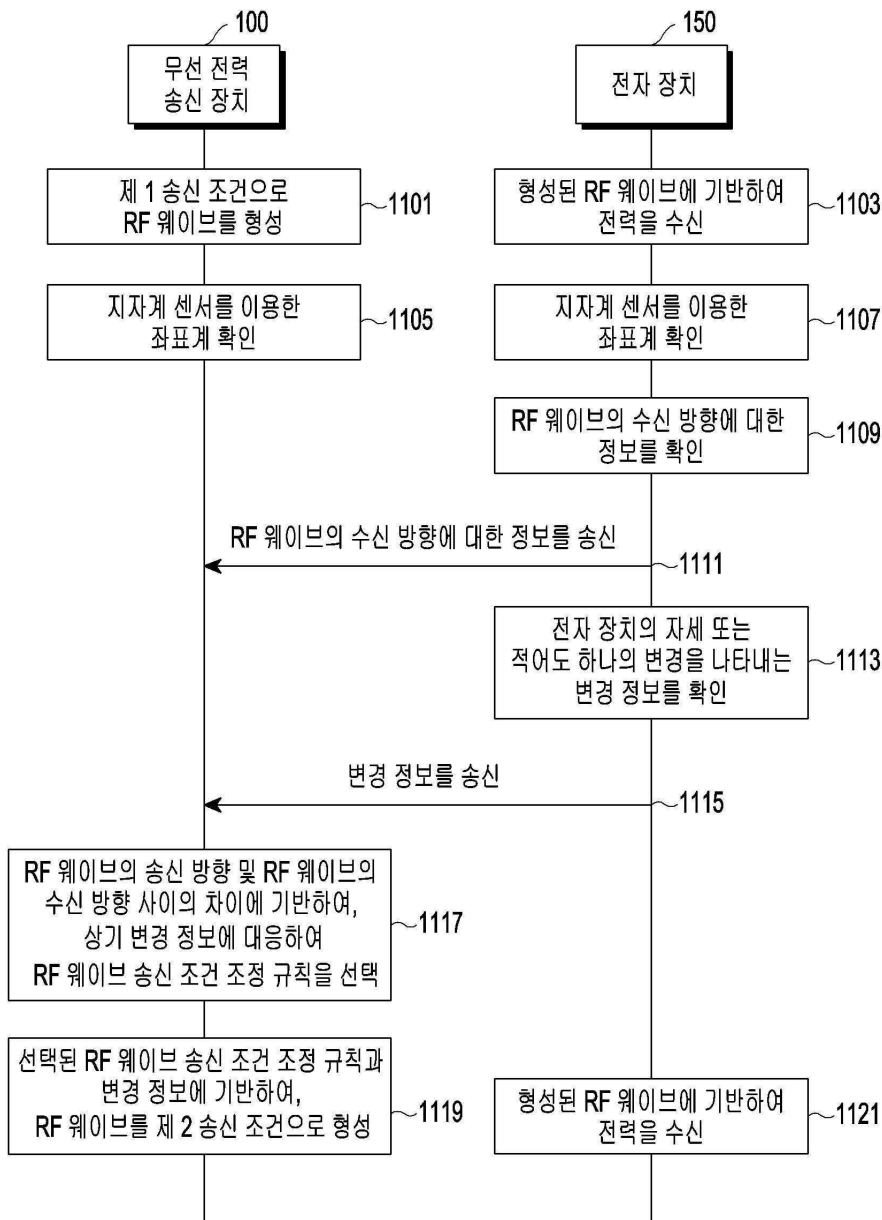 100
무선 전력
송신 장치
150
전자 장치
제 1 송신 조건으로
RF 웨이브를 형성
1101
형성된 RF 웨이브에 기반하여
전력을 수신
1103
지자계 센서를 이용한
좌표계 확인
1105
지자계 센서를 이용한
좌표계 확인
1107
RF 웨이브의 수신 방향에 대한
정보를 확인
1109
RF 웨이브의 수신 방향에 대한 정보를 송신
1111
전자 장치의 자세 또는
적어도 하나의 변경을 나타내는
변경 정보를 확인
1113
변경 정보를 송신
1115
RF 웨이브의 송신 방향 및 RF 웨이브의
수신 방향 사이의 차이에 기반하여,
상기 변경 정보에 대응하여
RF 웨이브 송신 조건 조정 규칙을 선택
1117
선택된 RF 웨이브 송신 조건 조정 규칙과
변경 정보에 기반하여,
RF 웨이브를 제 2 송신 조건으로 형성
1119
형성된 RF 웨이브에 기반하여
전력을 수신
1121